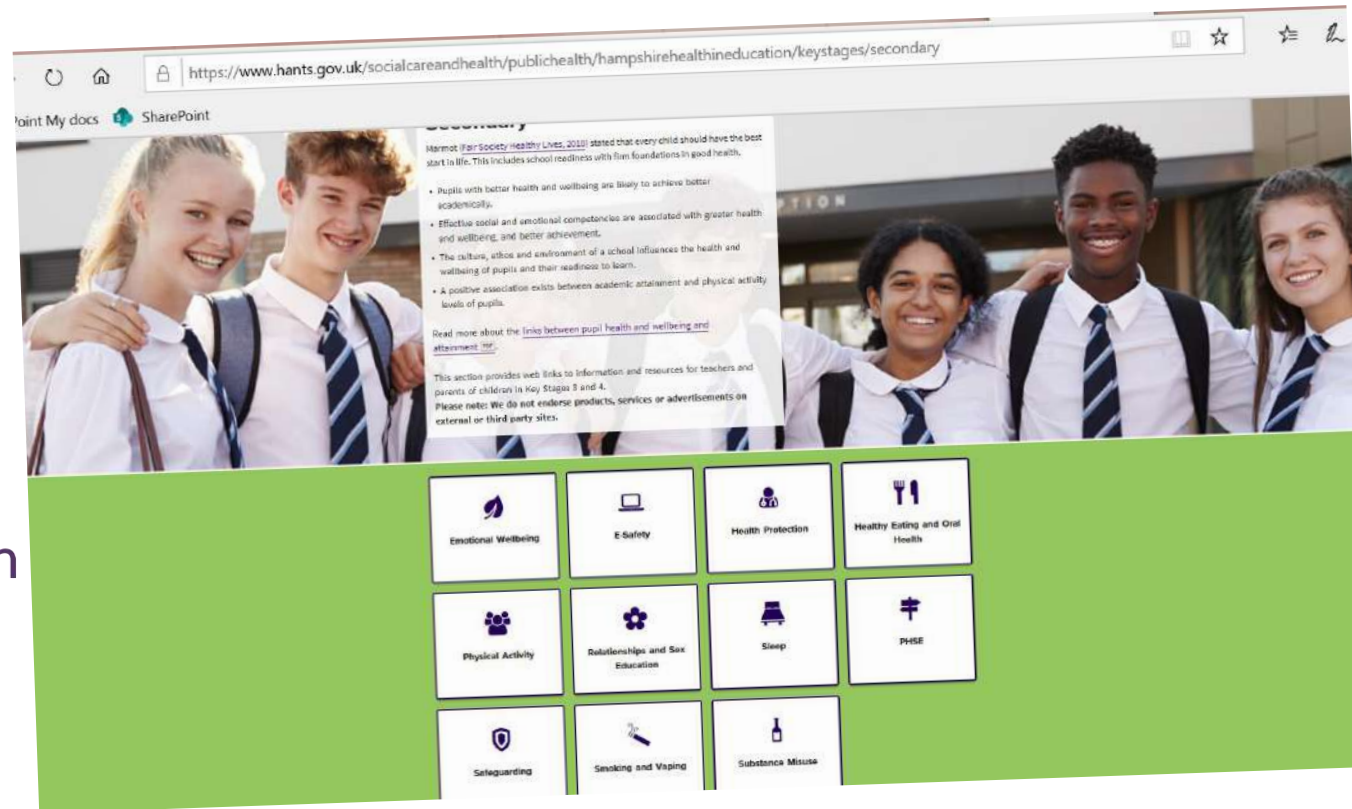 https://www.hants.gov.uk/socialcareandhealth/publichealth/hampshirehealthineducation/keystages/secondary
Point My docs SharePoint
Secondary
Marmot (Fair Society Healthy Lives, 2010) stated that every child should have the best
start in life. This includes school readiness with firm foundations in good health.
• Pupils with better health and wellbeing are likely to achieve better
academically.
• Effective social and emotional competencies are associated with greater health
and wellbeing, and better achievement.
• The culture, ethos and environment of a school influences the health and
wellbeing of pupils and their readiness to learn.
• A positive association exists between academic attainment and physical activity
levels of pupils.
Read more about the links between pupil health and wellbeing and
attainment PDF.
This section provides web links to information and resources for teachers and
parents of children in Key Stages 3 and 4.
Please note: We do not endorse products, services or advertisements on
external or third party sites.
PTION
Emotional Wellbeing
E-Safety
Health Protection
Healthy Eating and Oral
Health
Physical Activity
Relationships and Sex
Education
Sleep
PHSE
Safeguarding
Smoking and Vaping
Substance Misuse